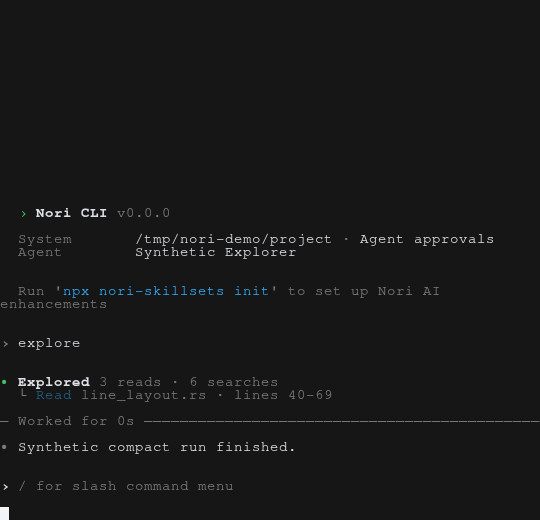 › Nori CLI v0.0.0
System /tmp/nori-demo/project · Agent approvals
Agent Synthetic Explorer
Run 'npx nori-skillsets init' to set up Nori AI
enhancements
› explore
• Explored 3 reads · 6 searches
└ Read line_layout.rs · lines 40-69
─ Worked for 0s ────────────────────────────────────────────
• Synthetic compact run finished.
› / for slash command menu